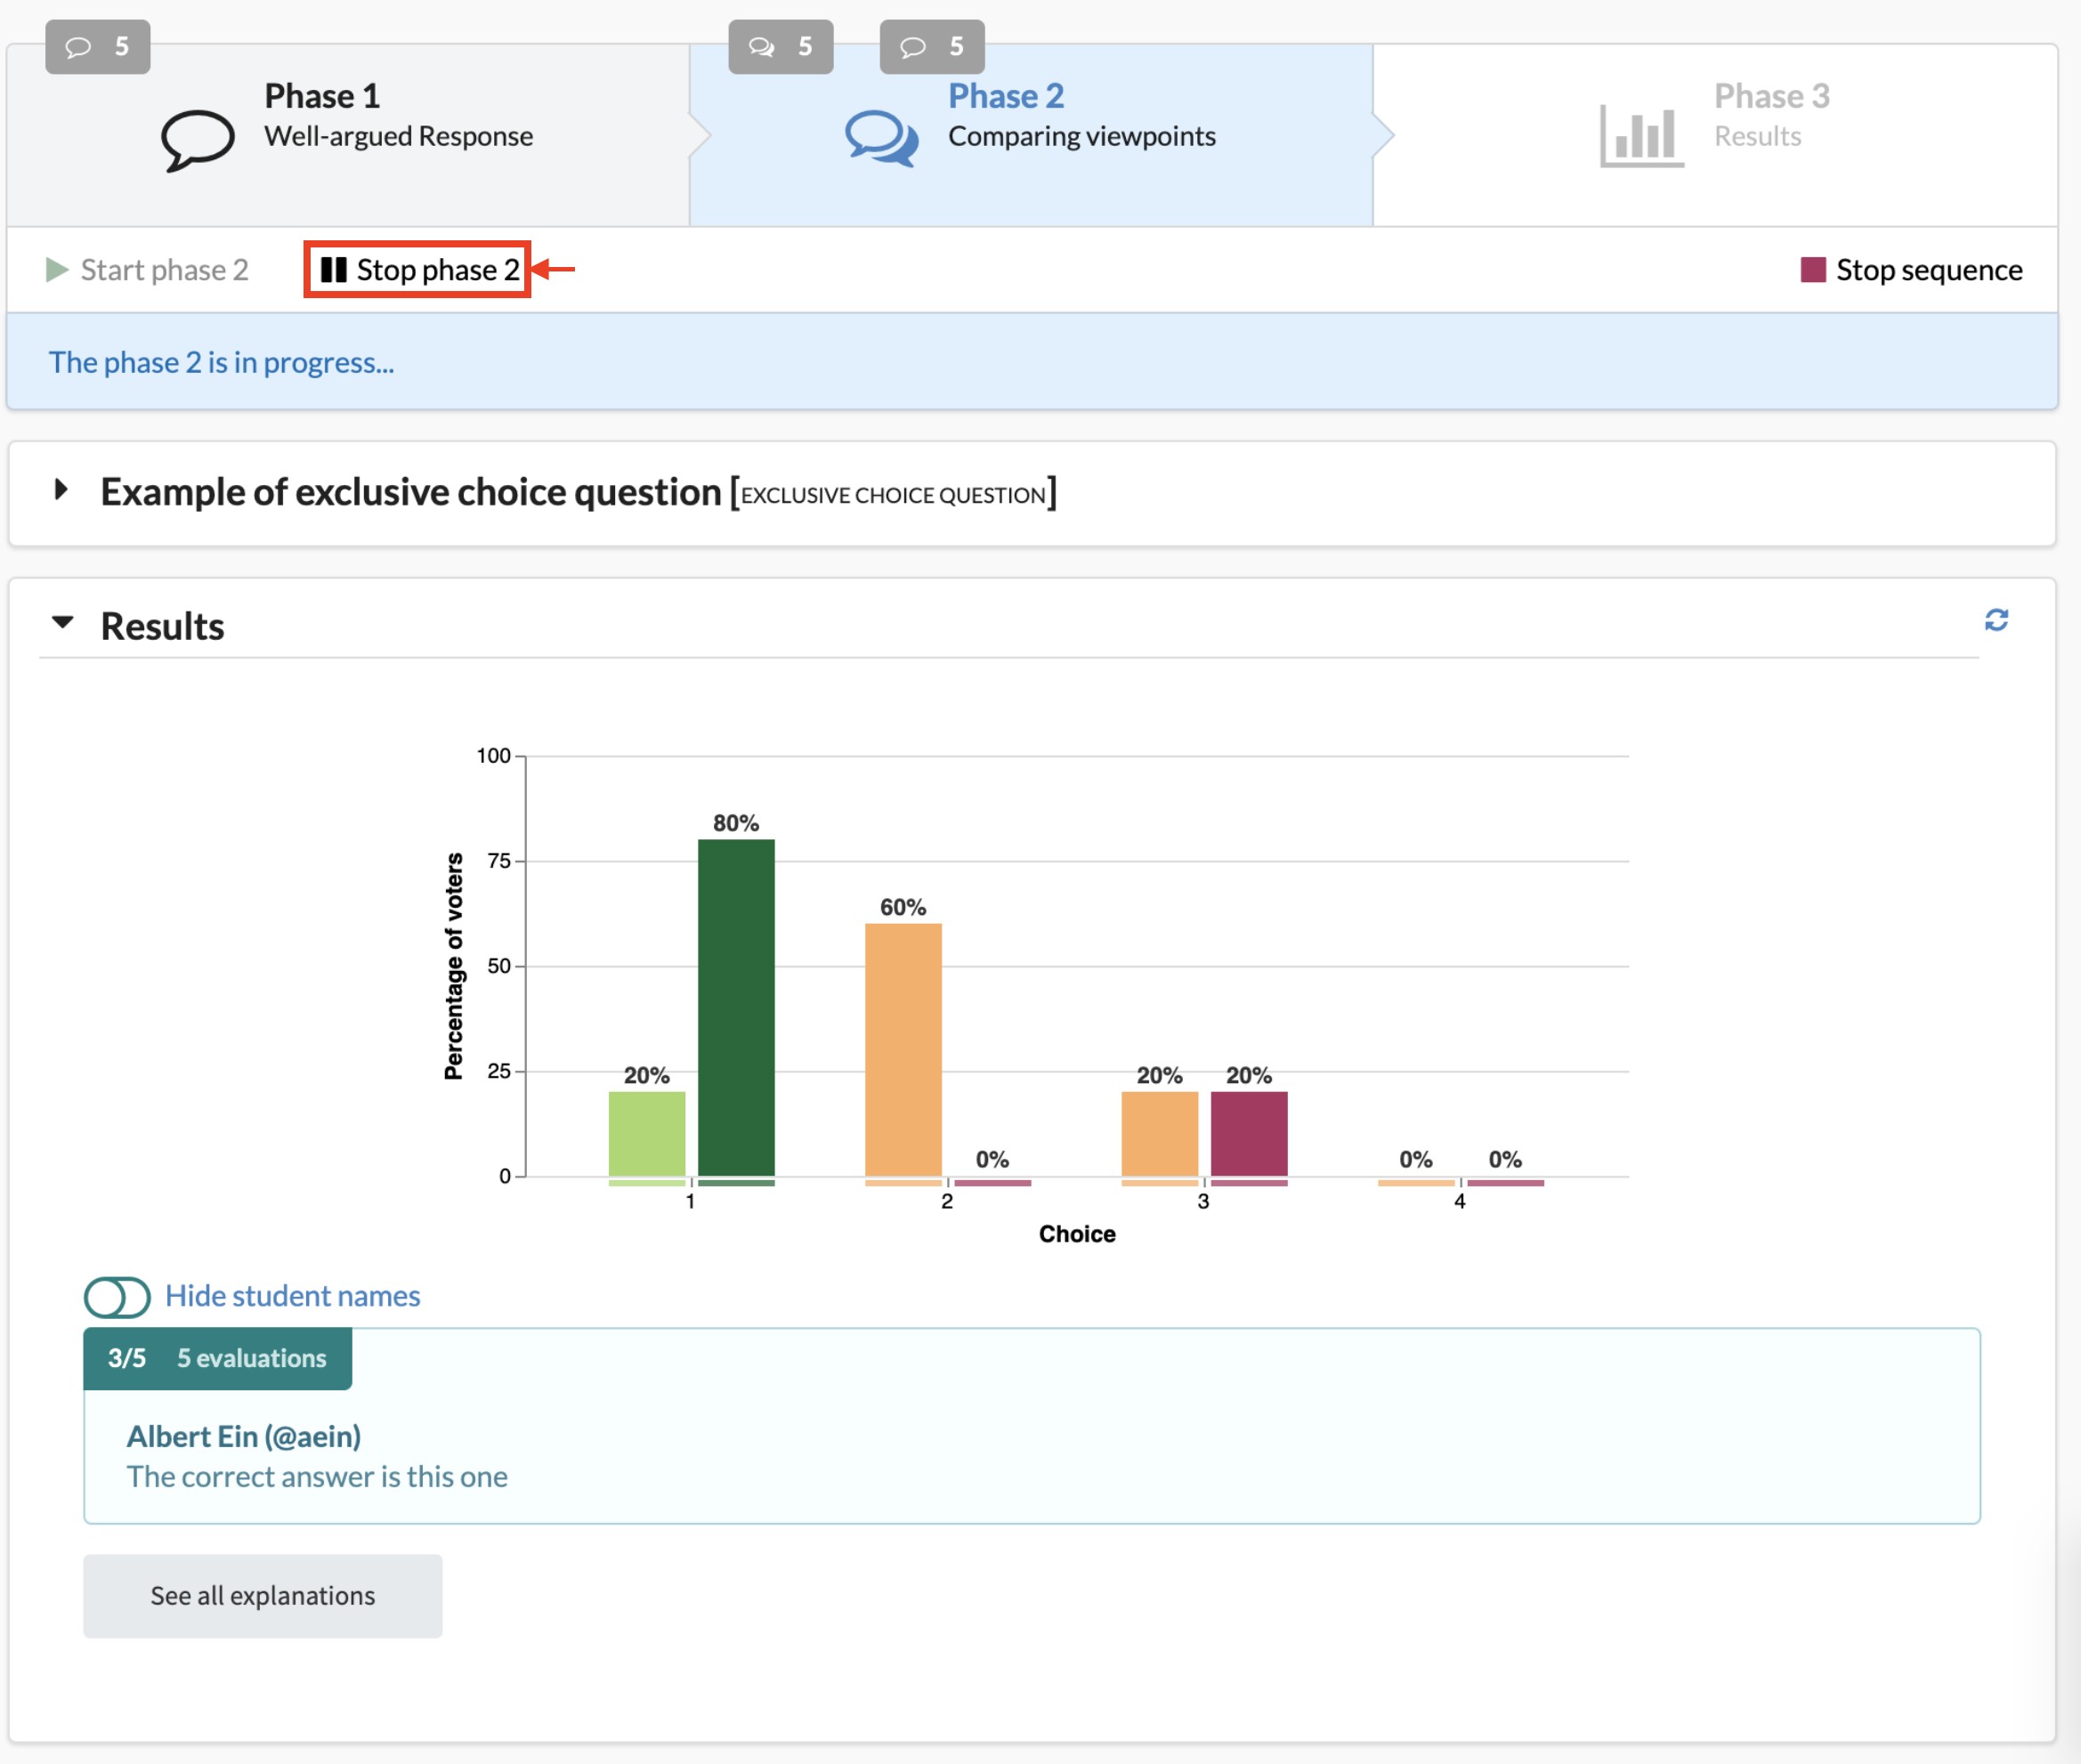 5
5
5
Phase 1
Well-argued Response
Phase 2
Comparing viewpoints
Phase 3
Results
Start phase 2
Stop phase 2
Stop sequence
The phase 2 is in progress...
Example of exclusive choice question [EXCLUSIVE CHOICE QUESTION]
Results
Percentage of voters
100
75
50
25
0
20%
80%
60%
0%
20%
20%
0%
0%
1
2
3
4
Choice
Hide student names
3/5 5 evaluations
Albert Ein (@aein)
The correct answer is this one
See all explanations